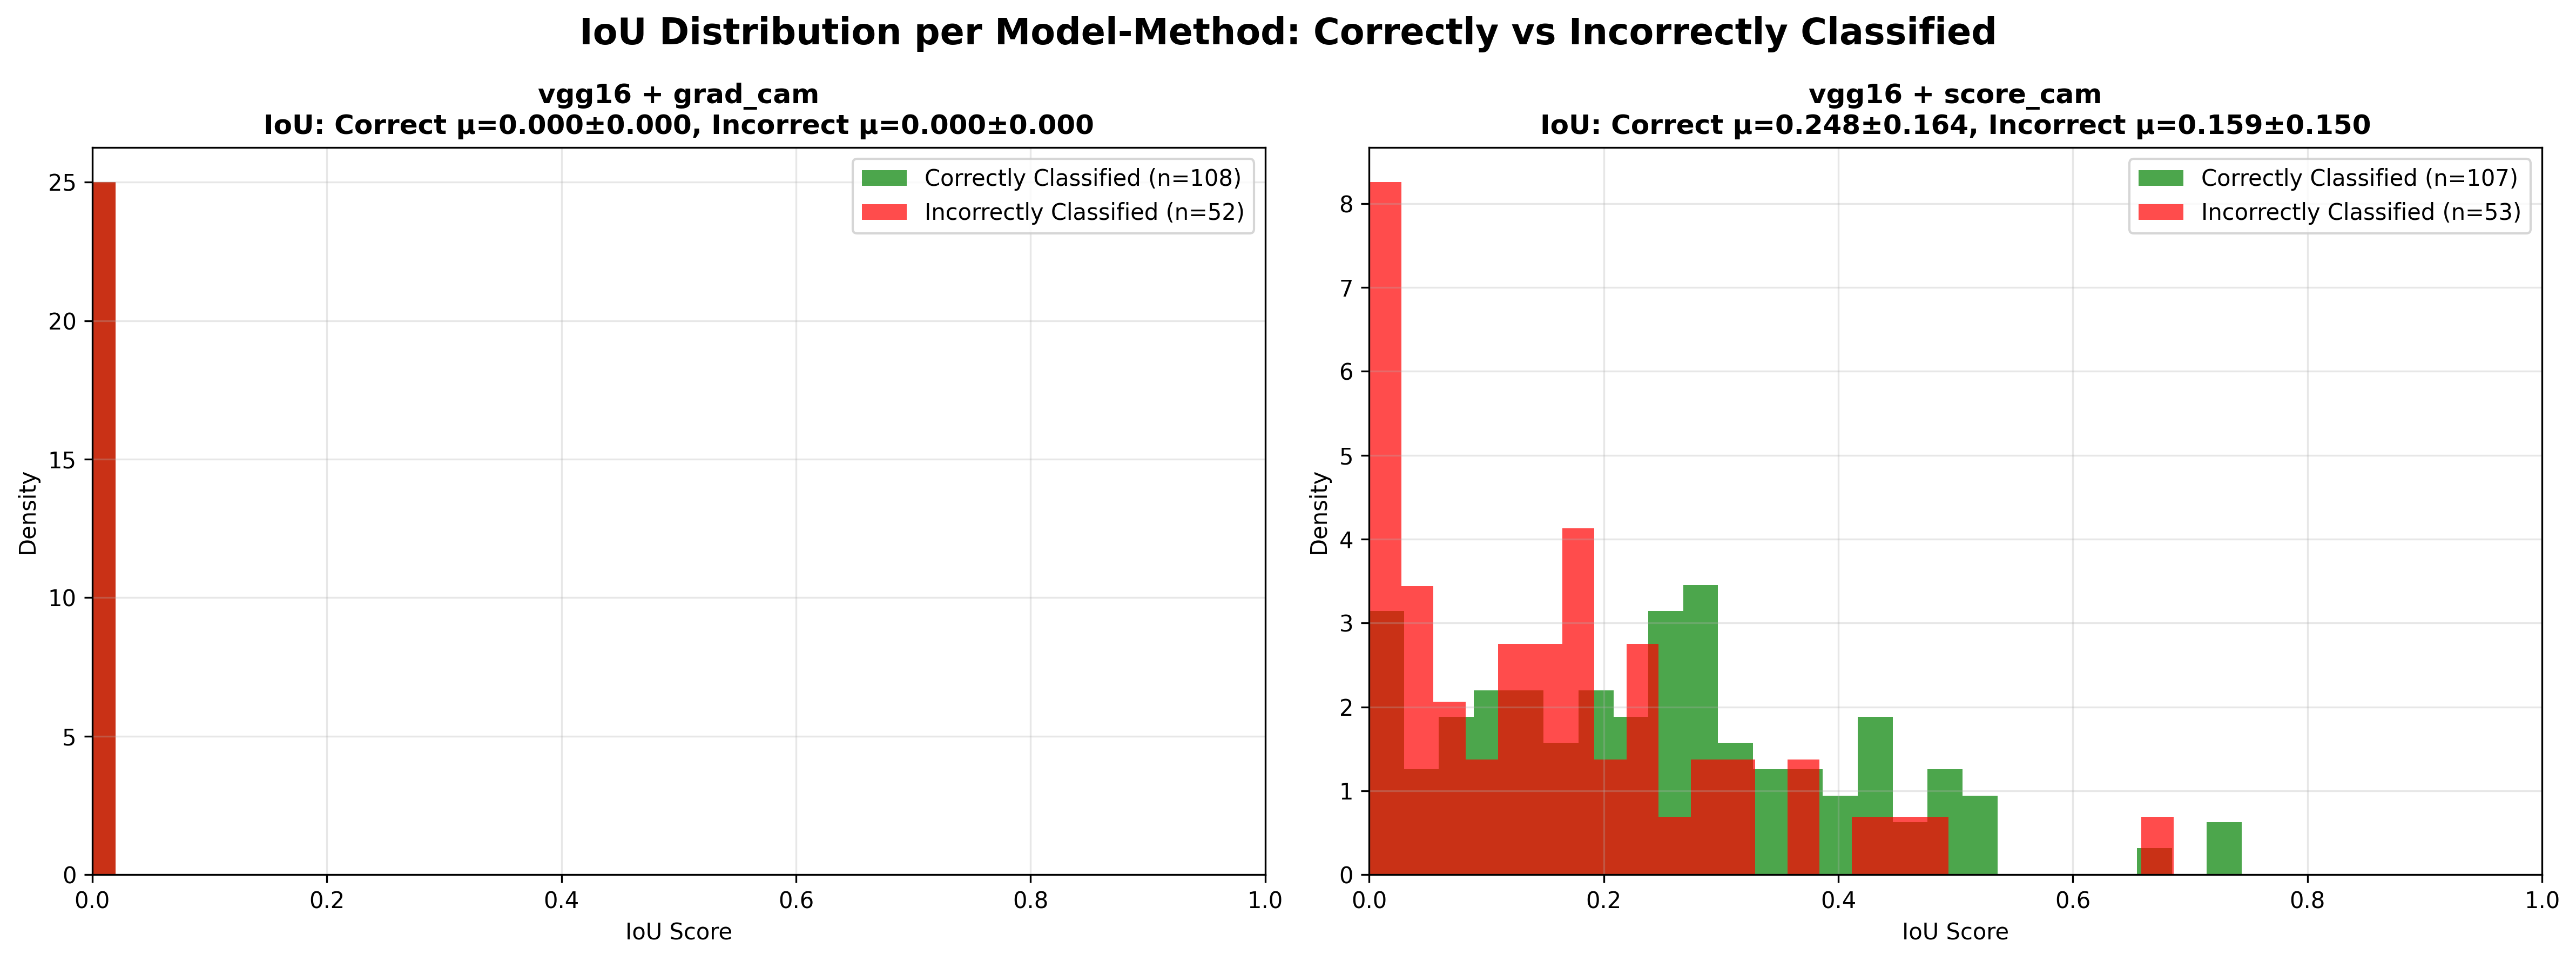 IoU Distribution per Model-Method: Correctly vs Incorrectly Classified
vgg16 + grad_cam
IoU: Correct μ=0.000±0.000, Incorrect μ=0.000±0.000
Correctly Classified (n=108)
Incorrectly Classified (n=52)
25
20
15
10
5
0
Density
0.0 0.2 0.4 0.6 0.8 1.0
IoU Score
vgg16 + score_cam
IoU: Correct μ=0.248±0.164, Incorrect μ=0.159±0.150
Correctly Classified (n=107)
Incorrectly Classified (n=53)
8
7
6
5
4
3
2
1
0
Density
0.0 0.2 0.4 0.6 0.8 1.0
IoU Score